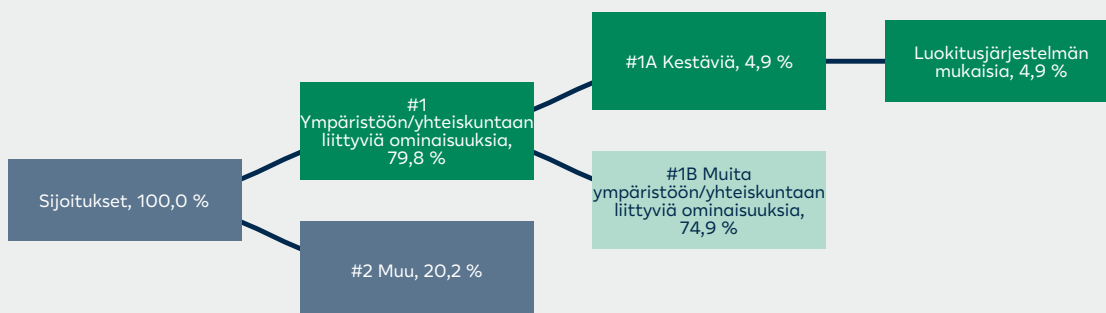 Sijoitukset, 100,0 %
#1
Ympäristöön/yhteiskuntaan
liittyviä ominaisuuksia,
79,8 %
#2 Muu, 20,2 %
#1A Kestäviä, 4,9 %
#1B Muita
ympäristöön/yhteiskuntaan
liittyviä ominaisuuksia,
74,9 %
Luokitusjärjestelmän
mukaisia, 4,9 %